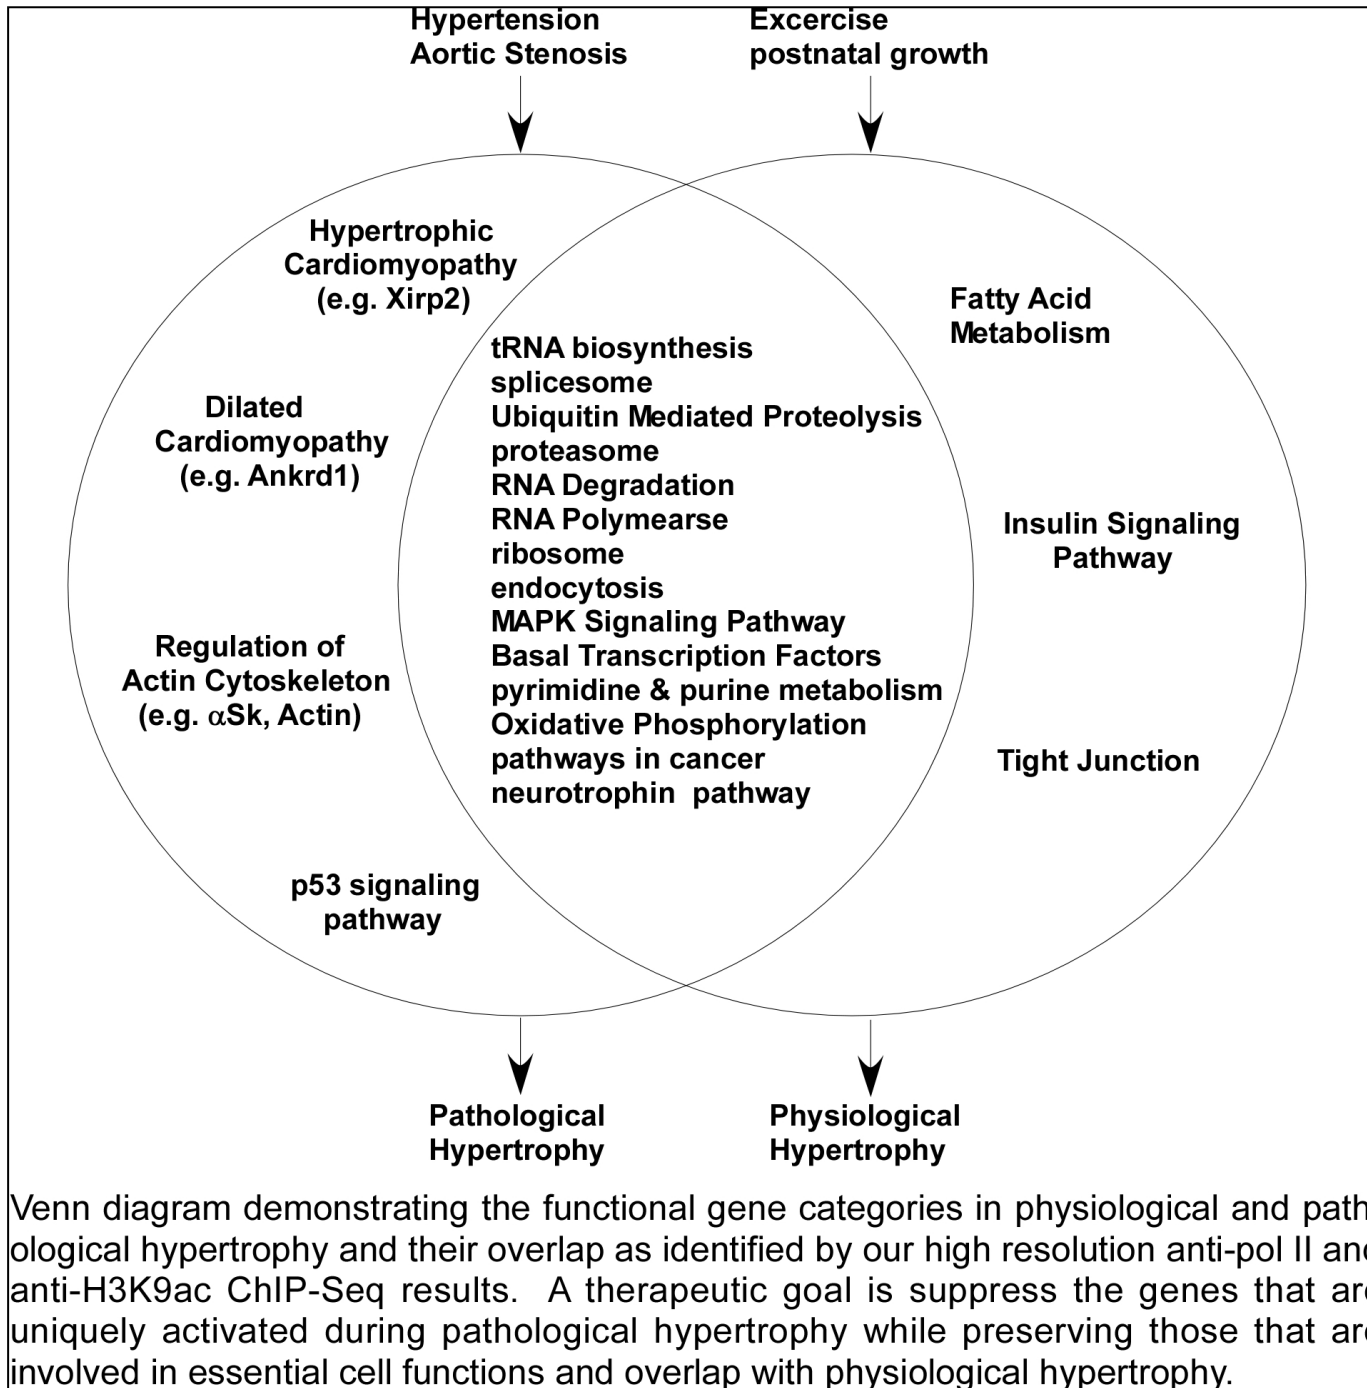 Hypertension
Aortic Stenosis
Excercise
postnatal growth
Hypertrophic
Cardiomyopathy
(e.g. Xirp2)
Dilated
Cardiomyopathy
(e.g. Ankrd1)
Regulation of
Actin Cytoskeleton
(e.g. αSk, Actin)
p53 signaling
pathway
tRNA biosynthesis
splicesome
Ubiquitin Mediated Proteolysis
proteasome
RNA Degradation
RNA Polymearse
ribosome
endocytosis
MAPK Signaling Pathway
Basal Transcription Factors
pyrimidine & purine metabolism
Oxidative Phosphorylation
pathways in cancer
neurotrophin pathway
Fatty Acid
Metabolism
Insulin Signaling
Pathway
Tight Junction
Pathological
Hypertrophy
Physiological
Hypertrophy
Venn diagram demonstrating the functional gene categories in physiological and path
ological hypertrophy and their overlap as identified by our high resolution anti-pol II and
anti-H3K9ac ChIP-Seq results. A therapeutic goal is suppress the genes that are
uniquely activated during pathological hypertrophy while preserving those that are
involved in essential cell functions and overlap with physiological hypertrophy.